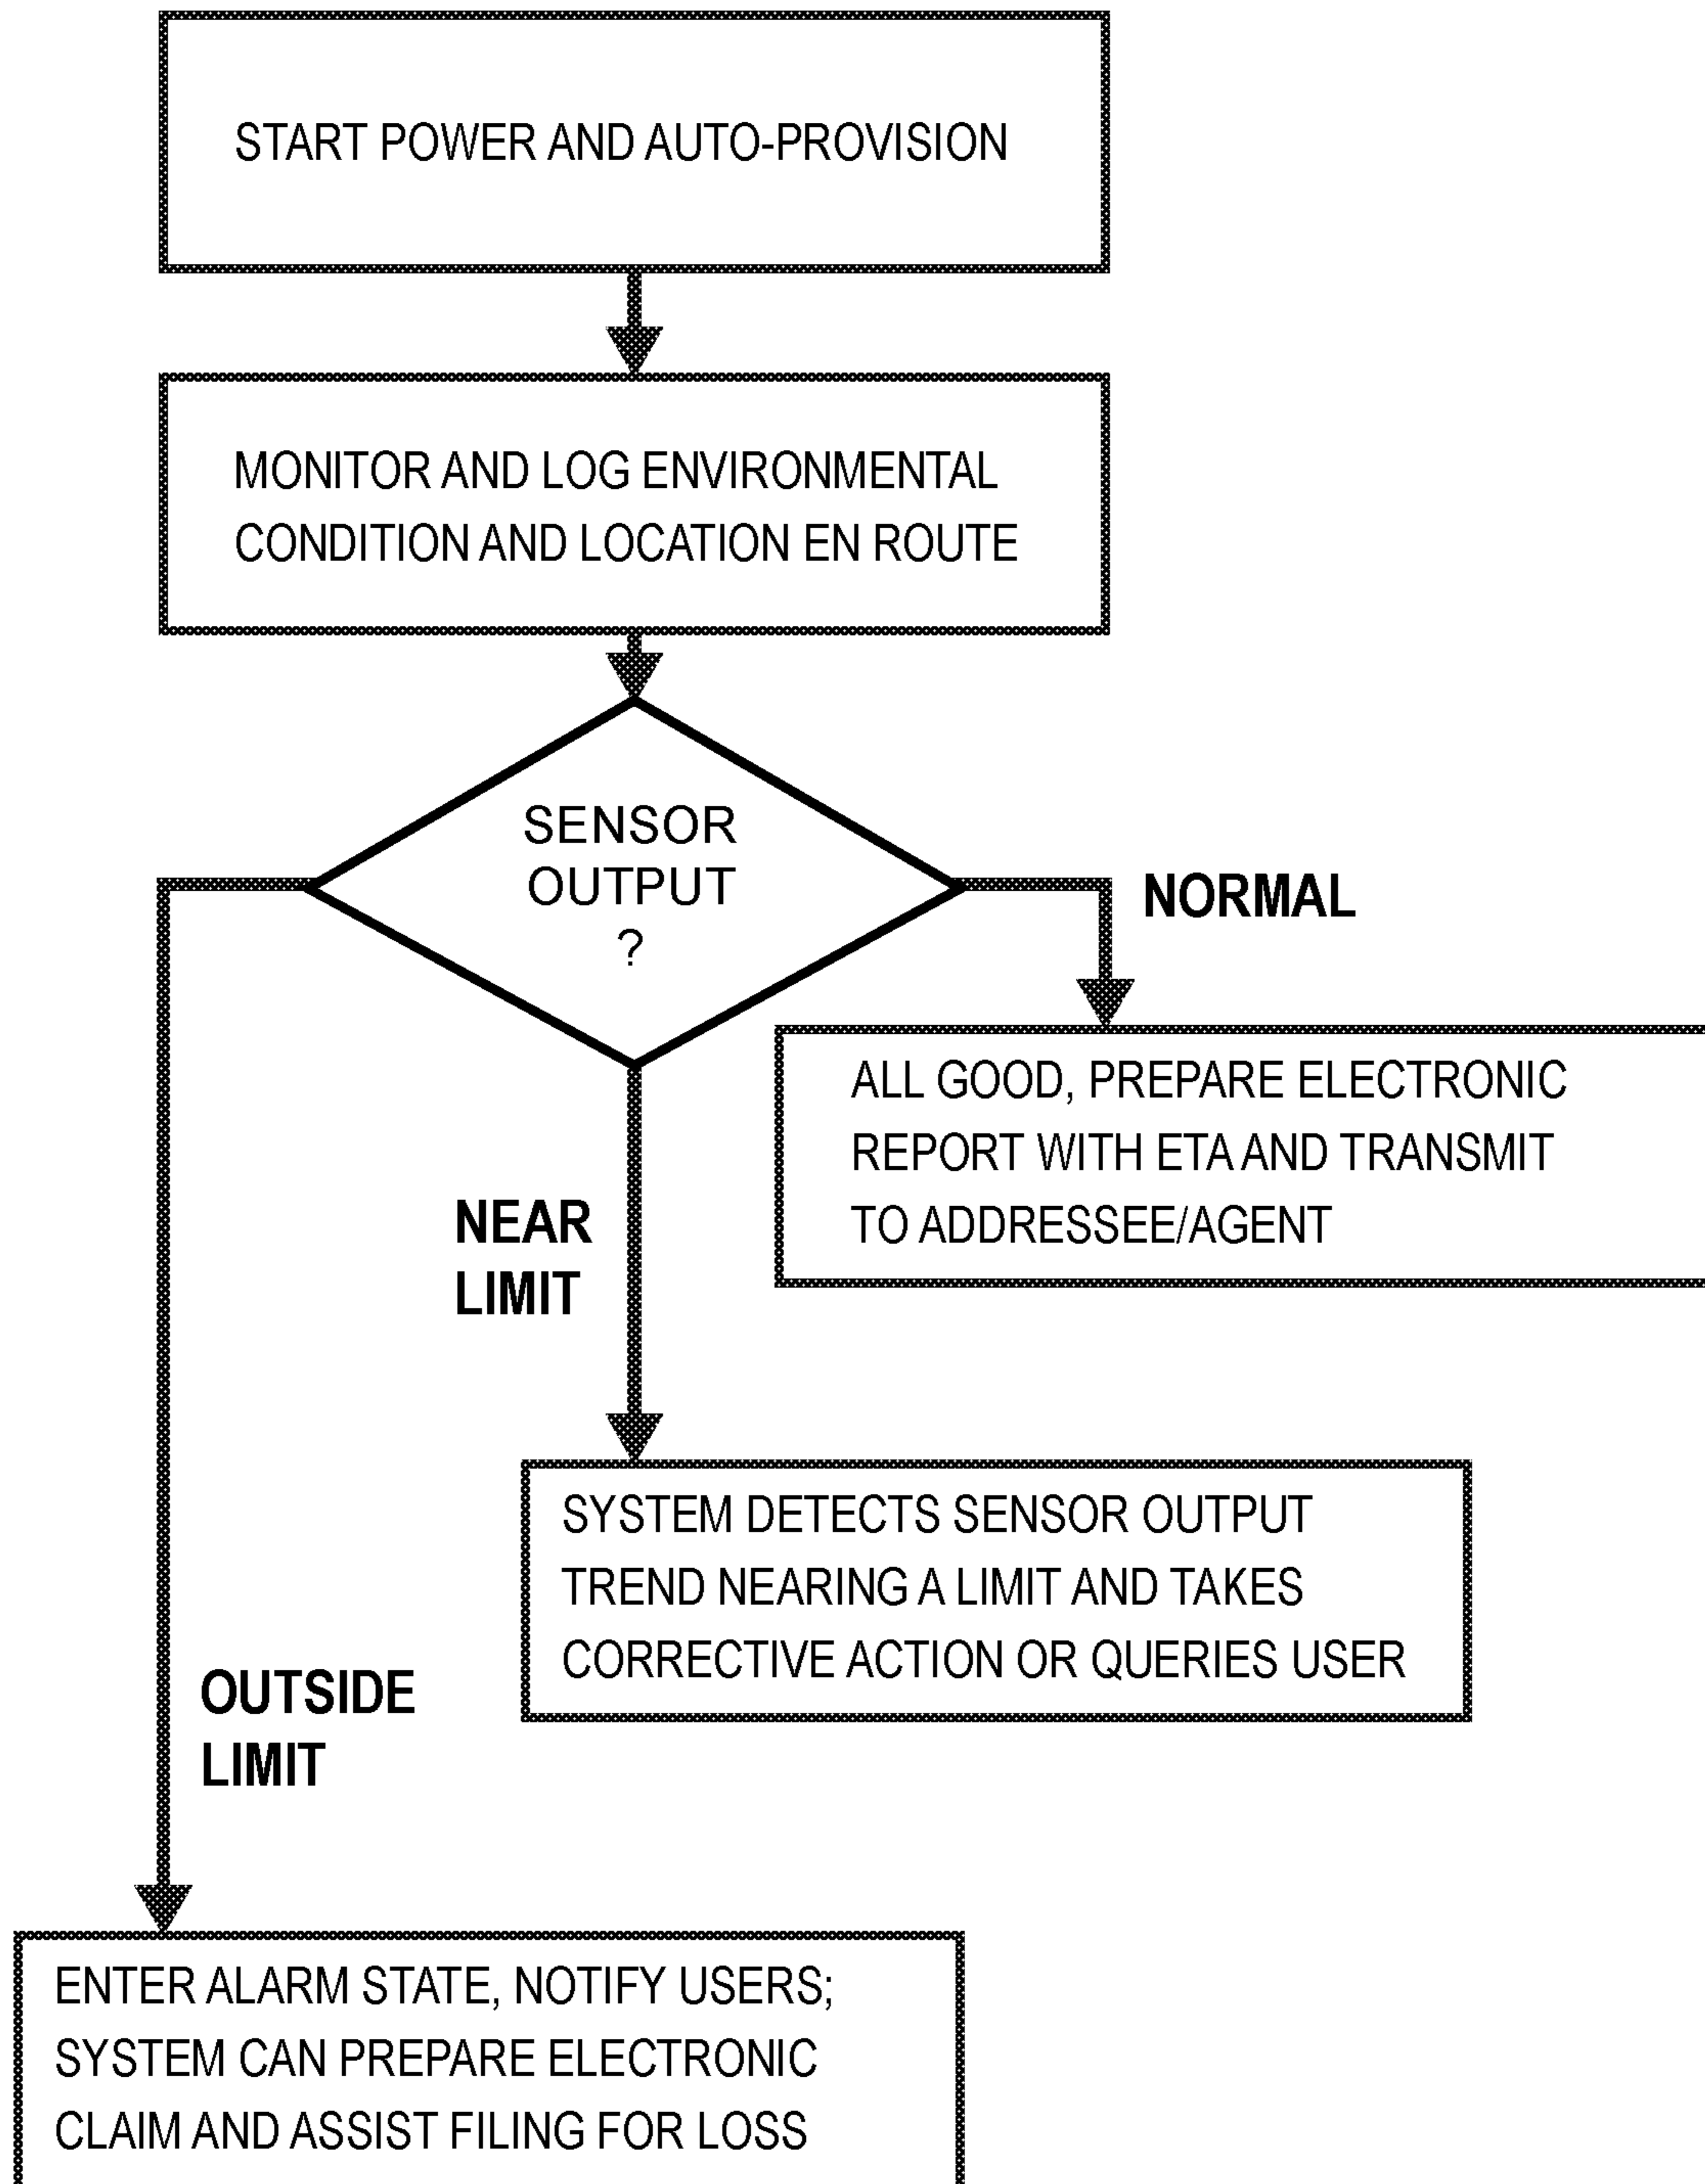 START POWER AND AUTO-PROVISION
MONITOR AND LOG ENVIRONMENTAL
CONDITION AND LOCATION EN ROUTE
SENSOR
OUTPUT
?
NORMAL
ALL GOOD, PREPARE ELECTRONIC
REPORT WITH ETA AND TRANSMIT
TO ADDRESSEE/AGENT
NEAR
LIMIT
SYSTEM DETECTS SENSOR OUTPUT
TREND NEARING A LIMIT AND TAKES
CORRECTIVE ACTION OR QUERIES USER
OUTSIDE
LIMIT
ENTER ALARM STATE, NOTIFY USERS;
SYSTEM CAN PREPARE ELECTRONIC
CLAIM AND ASSIST FILING FOR LOSS